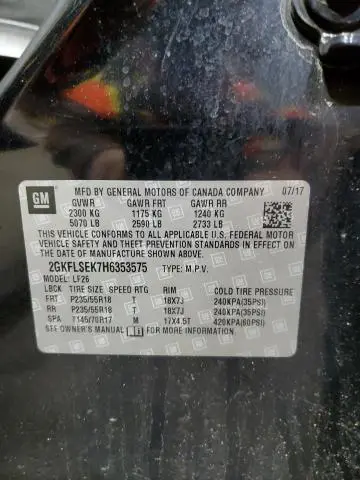 GM
MFD BY GENERAL MOTORS OF CANADA COMPANY 07/17
GVWR GAWR FRT GAWR RR
2300 KG 1175 KG 1240 KG
5070 LB 2590 LB 2733 LB
THIS VEHICLE CONFORMS TO ALL APPLICABLE U.S. FEDERAL MOTOR
VEHICLE SAFETY AND THEFT PREVENTION STANDARDS IN EFFECT ON
THE DATE OF MANUFACTURE SHOWN ABOVE.
2GKFLSEK7H6353575 TYPE: M.P.V.
MODEL: LF26
LBCK TIRE SIZE SPEED RTG RIM COLD TIRE PRESSURE
FRT P235/55R18 T 18X7J 240KPA(35PSI)
RR P235/55R18 T 18X7J 240KPA(35PSI)
SPA T145/70R17 M 17X4.5T 420KPA(60PSI)
SEE OWNER'S MANUAL FOR MORE INFORMATION.